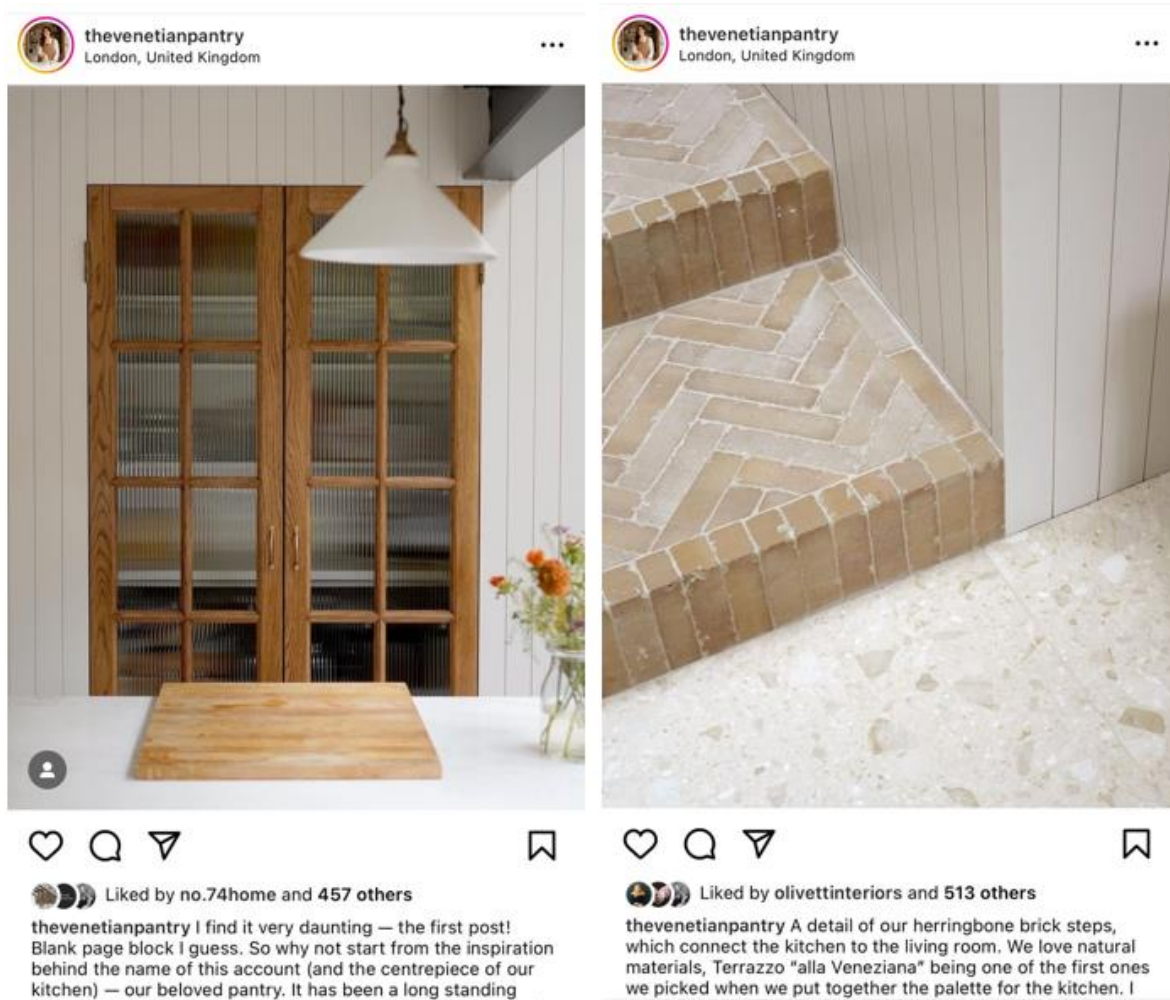 thevenetianpantry
London, United Kingdom
Liked by no.74home and 457 others
thevenetianpantry I find it very daunting — the first post!
Blank page block I guess. So why not start from the inspiration
behind the name of this account (and the centrepiece of our
kitchen) — our beloved pantry. It has been a long standing
thevenetianpantry
London, United Kingdom
Liked by olivettinteriors and 513 others
thevenetianpantry A detail of our herringbone brick steps,
which connect the kitchen to the living room. We love natural
materials, Terrazzo “alla Veneziana” being one of the first ones
we picked when we put together the palette for the kitchen. I